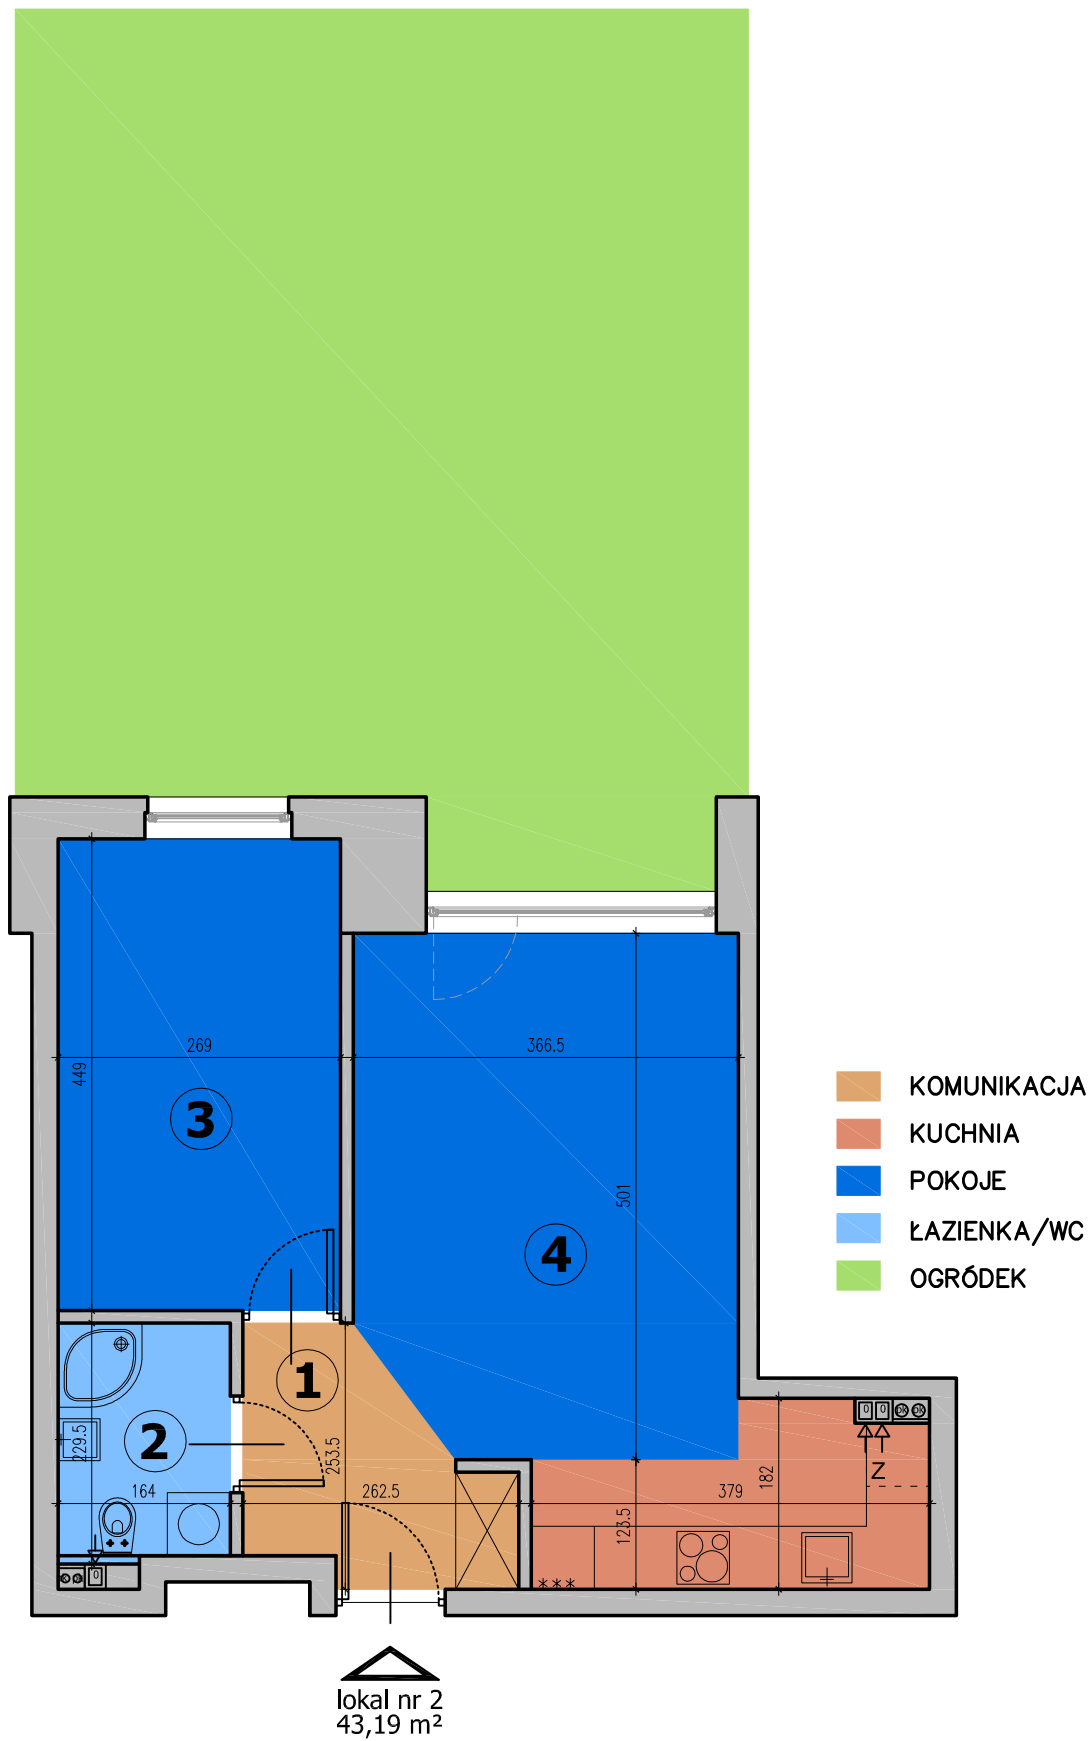 269
366.5
449
3
501
4
KOMUNIKACJA
KUCHNIA
POKOJE
ŁAZIENKA/WC
OGRÓDEK
1
2
229.5
253.5
164
262.5
379
182
123.5
Z
***
lokal nr 2
43,19 m²